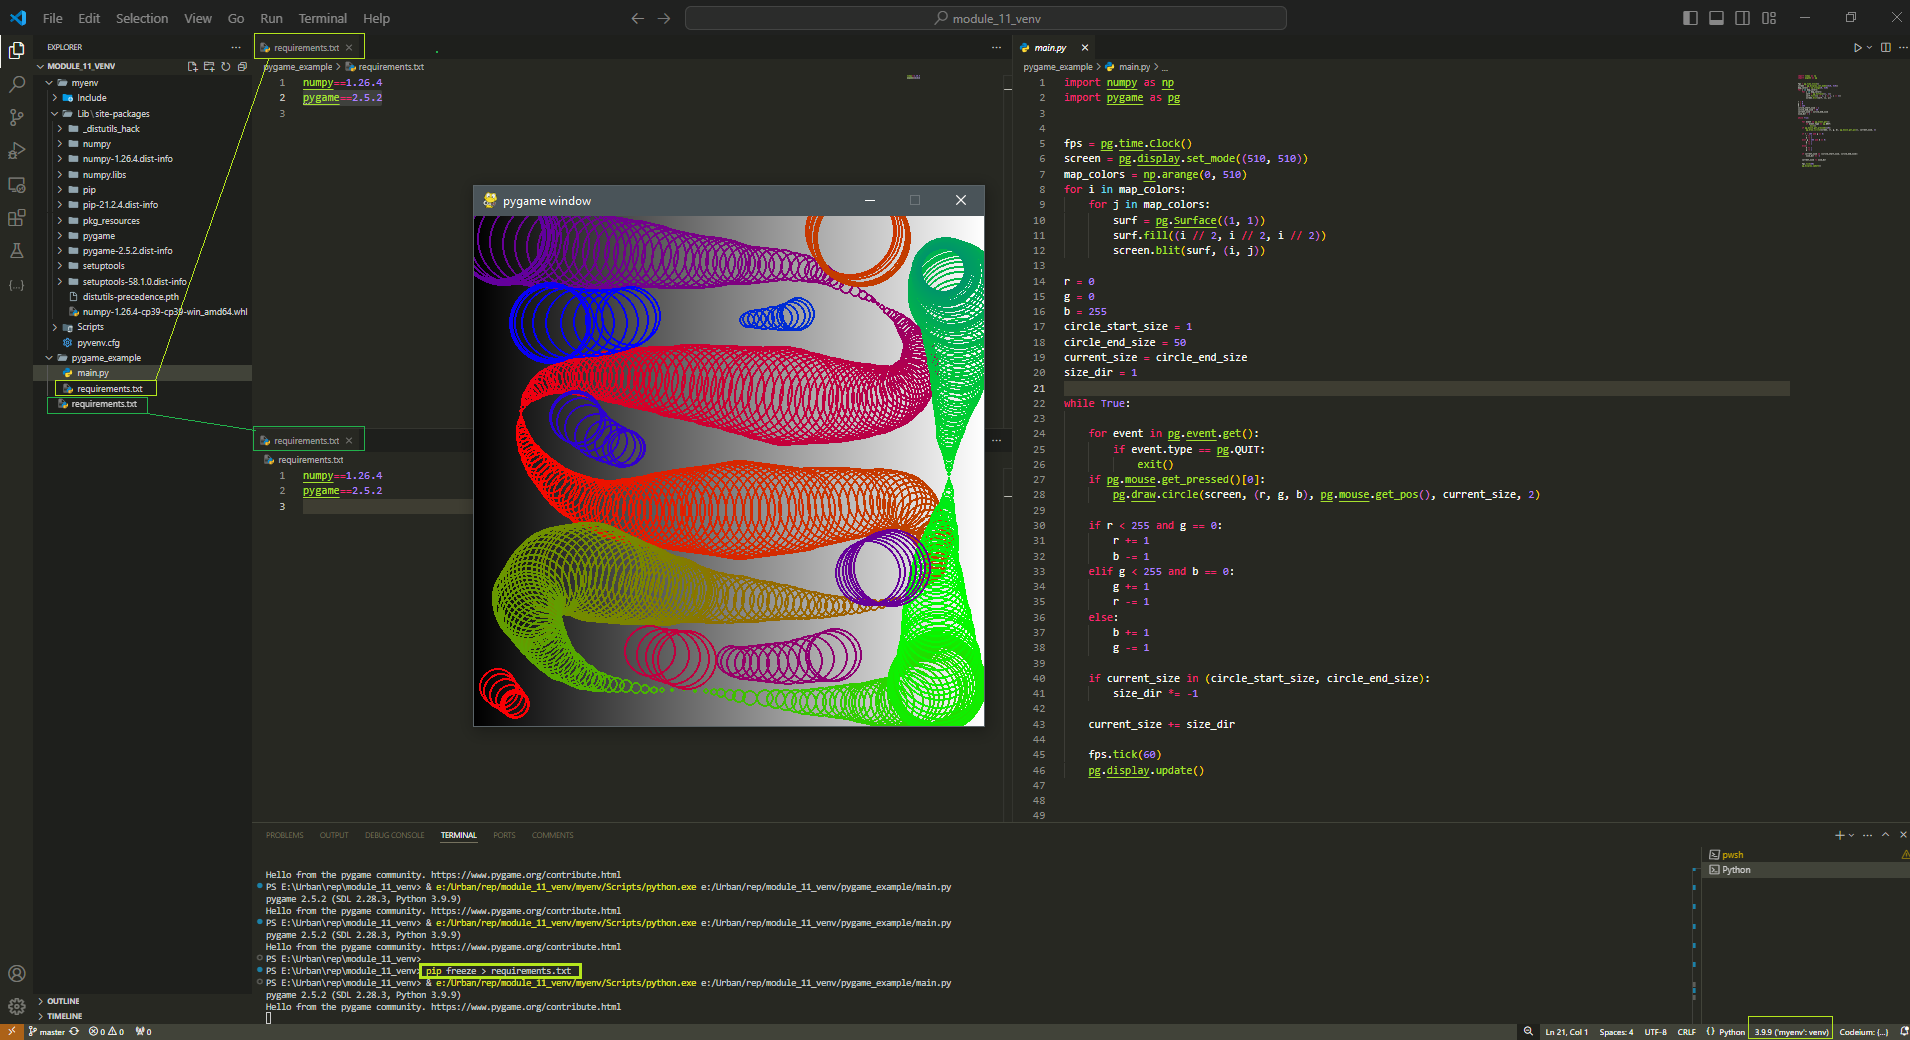 File Edit Selection View Go Run Terminal Help
module_11_venv
EXPLORER
MODULE_11_VENV
myenv
Include
Lib\site-packages
_distutils_hack
numpy
numpy-1.26.4.dist-info
numpy.libs
pip
pip-21.2.4.dist-info
pkg_resources
pygame
pygame-2.5.2.dist-info
setuptools
setuptools-58.1.0.dist-info
distutils-precedence.pth
numpy-1.26.4-cp39-cp39-win_amd64.whl
Scripts
pyvenv.cfg
pygame_example
main.py
requirements.txt
requirements.txt
OUTLINE
TIMELINE
requirements.txt
pygame_example > requirements.txt
1 numpy==1.26.4
2 pygame==2.5.2
3
requirements.txt
requirements.txt
1 numpy==1.26.4
2 pygame==2.5.2
3
pygame window
main.py
pygame_example > main.py > ...
1 import numpy as np
2 import pygame as pg
3
4
5 fps = pg.time.Clock()
6 screen = pg.display.set_mode((510, 510))
7 map_colors = np.arange(0, 510)
8 for i in map_colors:
9 for j in map_colors:
10 surf = pg.Surface((1, 1))
11 surf.fill((i // 2, i // 2, i // 2))
12 screen.blit(surf, (i, j))
13
14 r = 0
15 g = 0
16 b = 255
17 circle_start_size = 1
18 circle_end_size = 50
19 current_size = circle_end_size
20 size_dir = 1
21
22 while True:
23
24 for event in pg.event.get():
25 if event.type == pg.QUIT:
26 exit()
27 if pg.mouse.get_pressed()[0]:
28 pg.draw.circle(screen, (r, g, b), pg.mouse.get_pos(), current_size, 2)
29
30 if r < 255 and g == 0:
31 r += 1
32 b -= 1
33 elif g < 255 and b == 0:
34 g += 1
35 r -= 1
36 else:
37 b += 1
38 g -= 1
39
40 if current_size in (circle_start_size, circle_end_size):
41 size_dir *= -1
42
43 current_size += size_dir
44
45 fps.tick(60)
46 pg.display.update()
47
48
49
PROBLEMS OUTPUT DEBUG CONSOLE TERMINAL PORTS COMMENTS
Hello from the pygame community. https://www.pygame.org/contribute.html
PS E:\Urban\rep\module_11_venv> & e:/Urban/rep/module_11_venv/myenv/Scripts/python.exe e:/Urban/rep/module_11_venv/pygame_example/main.py
pygame 2.5.2 (SDL 2.28.3, Python 3.9.9)
Hello from the pygame community. https://www.pygame.org/contribute.html
PS E:\Urban\rep\module_11_venv> & e:/Urban/rep/module_11_venv/myenv/Scripts/python.exe e:/Urban/rep/module_11_venv/pygame_example/main.py
pygame 2.5.2 (SDL 2.28.3, Python 3.9.9)
Hello from the pygame community. https://www.pygame.org/contribute.html
PS E:\Urban\rep\module_11_venv>
PS E:\Urban\rep\module_11_venv> pip freeze > requirements.txt
PS E:\Urban\rep\module_11_venv> & e:/Urban/rep/module_11_venv/myenv/Scripts/python.exe e:/Urban/rep/module_11_venv/pygame_example/main.py
pygame 2.5.2 (SDL 2.28.3, Python 3.9.9)
Hello from the pygame community. https://www.pygame.org/contribute.html
pwsh
Python
master 0 0 0 Ln 21, Col 1 Spaces: 4 UTF-8 CRLF {} Python 3.9.9 ('myenv': venv) Codeium: {...}